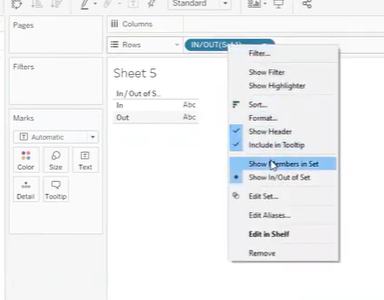 Standard
Pages
Columns
Rows
IN/OUT(Set 1)
Filters
Sheet 5
In / Out of S..
In Abc
Out Abc
Marks
Automatic
Color
Size
Text
Detail
Tooltip
Filter...
Show Filter
Show Highlighter
Sort...
Format...
Show Header
Include in Tooltip
Show Members in Set
Show In/Out of Set
Edit Set...
Edit Aliases...
Edit in Shelf
Remove